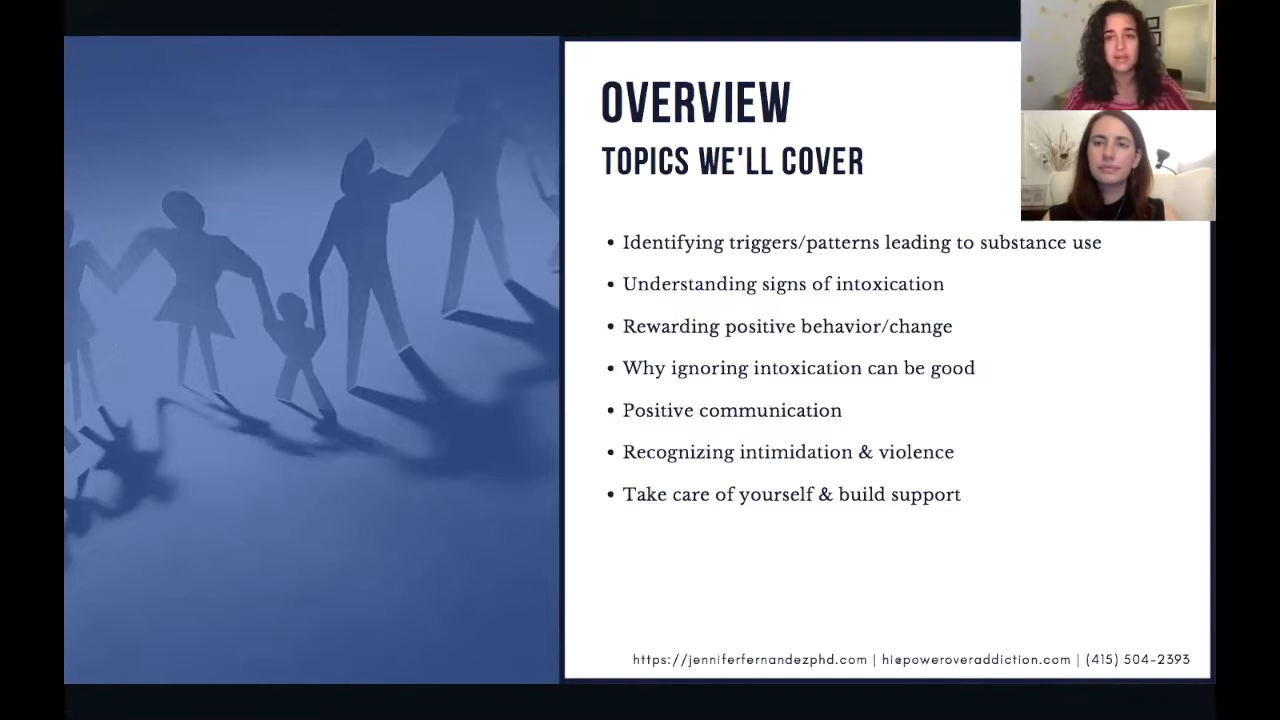 OVERVIEW
TOPICS WE'LL COVER
• Identifying triggers/patterns leading to substance use
• Understanding signs of intoxication
• Rewarding positive behavior/change
• Why ignoring intoxication can be good
• Positive communication
• Recognizing intimidation & violence
• Take care of yourself & build support
https://jenniferfernandezphd.com | hi@poweroveraddiction.com | (415) 504-2393